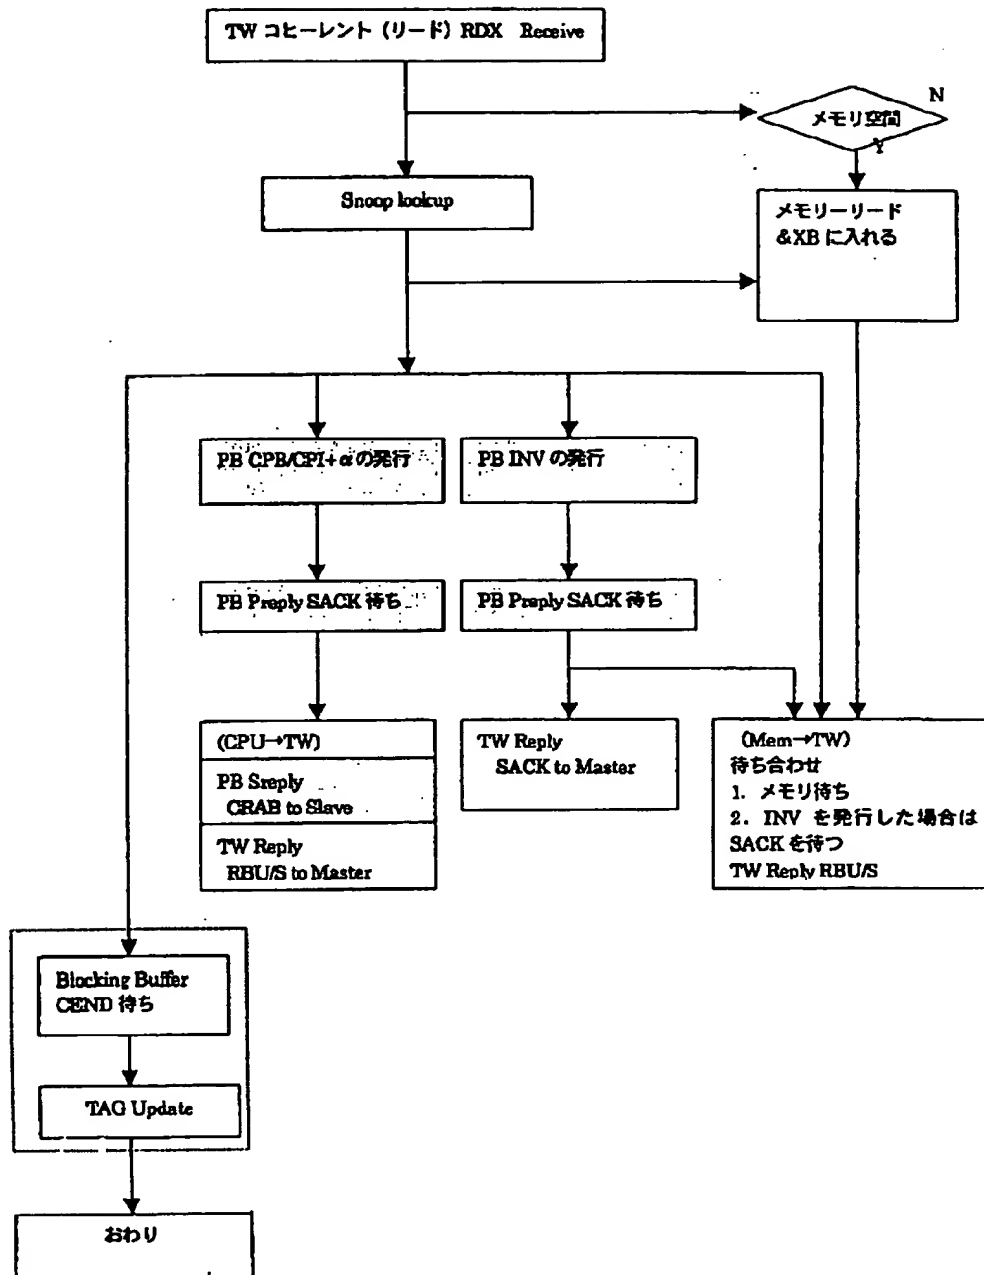 TW コヒーレント（リード）RDX Receive
N
メモリ空間
Y
Snoop lookup
メモリーリード
&XB に入れる
PB CPB/CPI+αの発行
PB INV の発行
PB Preply SACK 待ち
PB Preply SACK 待ち
(CPU→TW)
PB Sreply
CRAB to Slave
TW Reply
RBU/S to Master
TW Reply
SACK to Master
(Mem→TW)
待ち合わせ
1. メモリ待ち
2. INV を発行した場合は
SACK を待つ
TW Reply RBU/S
Blocking Buffer
CEND 待ち
TAG Update
おわり